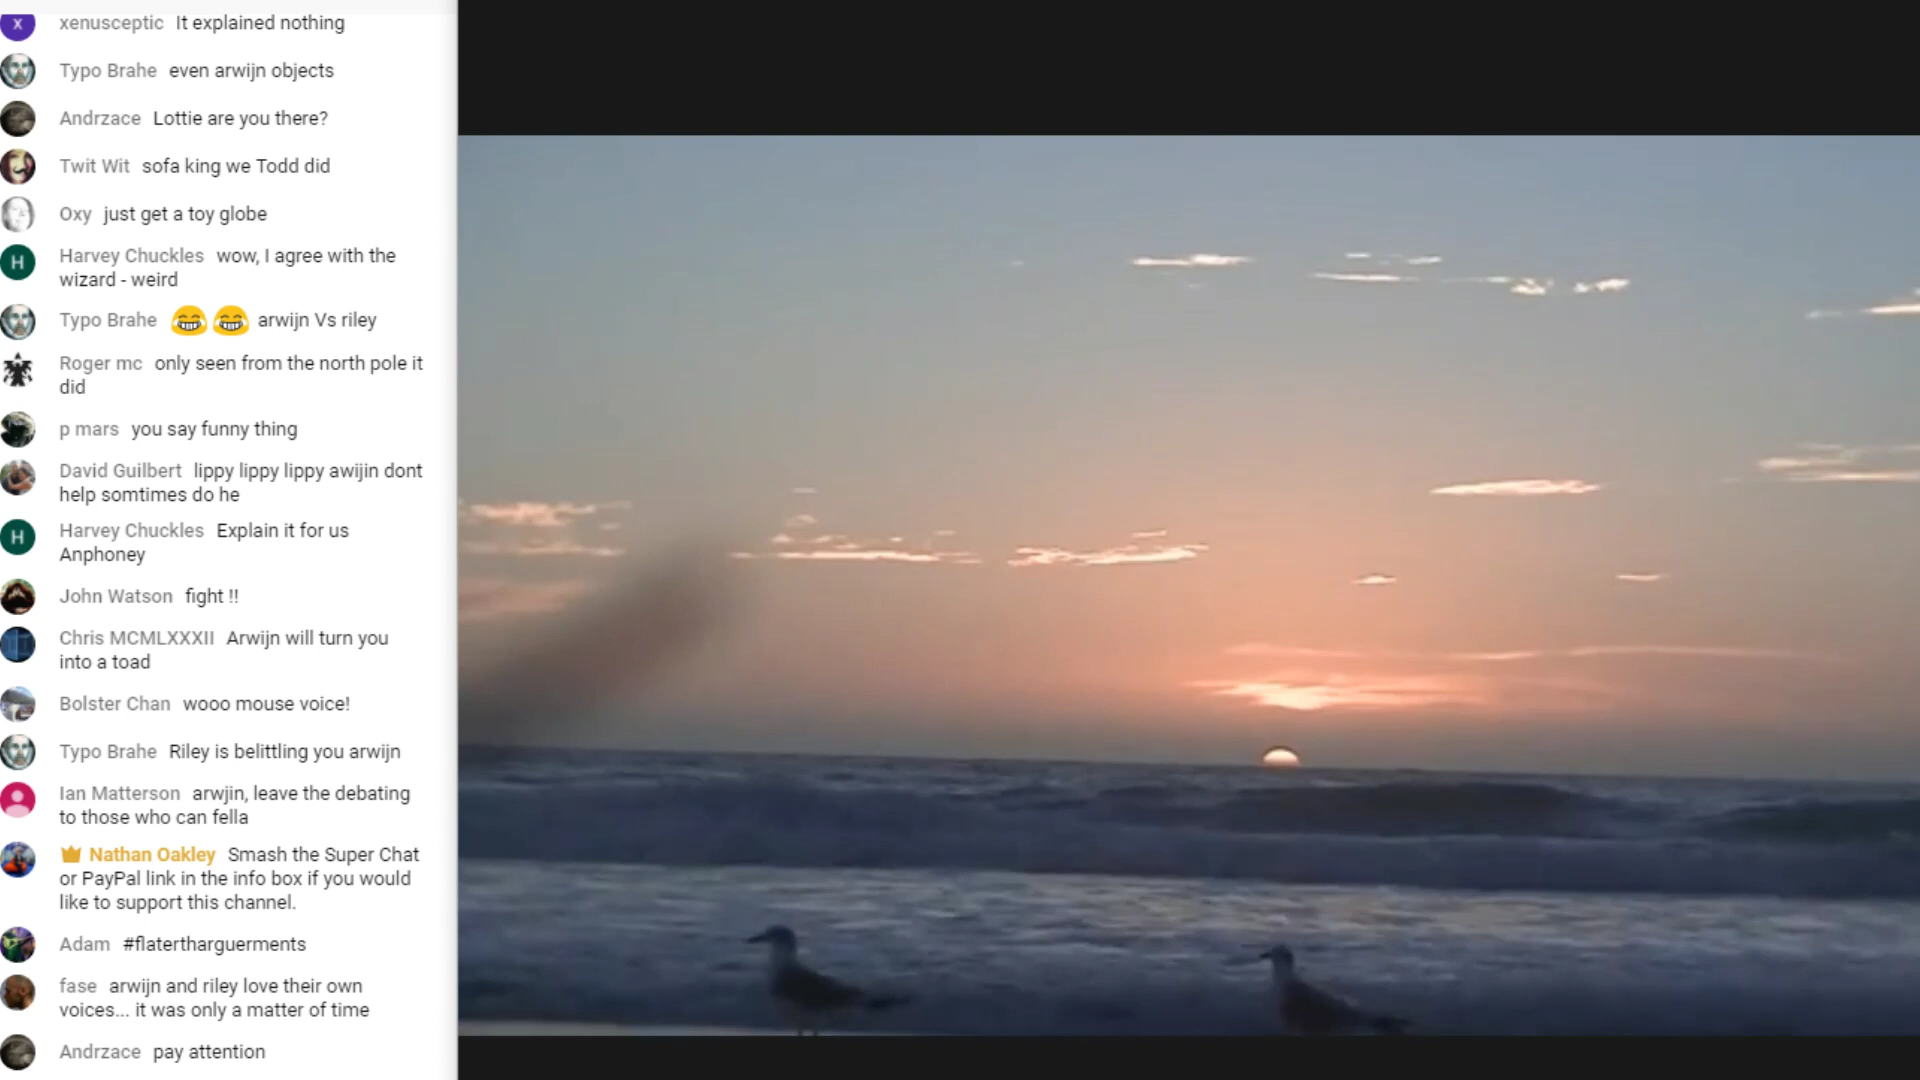 X
xenusceptic It explained nothing
Typo Brahe even arwijn objects
Andrzace Lottie are you there?
Twit Wit sofa king we Todd did
Oxy just get a toy globe
H
Harvey Chuckles wow, I agree with the
wizard - weird
Typo Brahe 😂😂 arwijn Vs riley
Roger mc only seen from the north pole it
did
p mars you say funny thing
David Guilbert lippy lippy lippy awijin dont
help somtimes do he
H
Harvey Chuckles Explain it for us
Anphoney
John Watson fight !!
Chris MCMLXXXII Arwijn will turn you
into a toad
Bolster Chan wooo mouse voice!
Typo Brahe Riley is belittling you arwijn
Ian Matterson arwjin, leave the debating
to those who can fella
Nathan Oakley Smash the Super Chat
or PayPal link in the info box if you would
like to support this channel.
Adam #flatertharguerments
fase arwijn and riley love their own
voices... it was only a matter of time
Andrzace pay attention